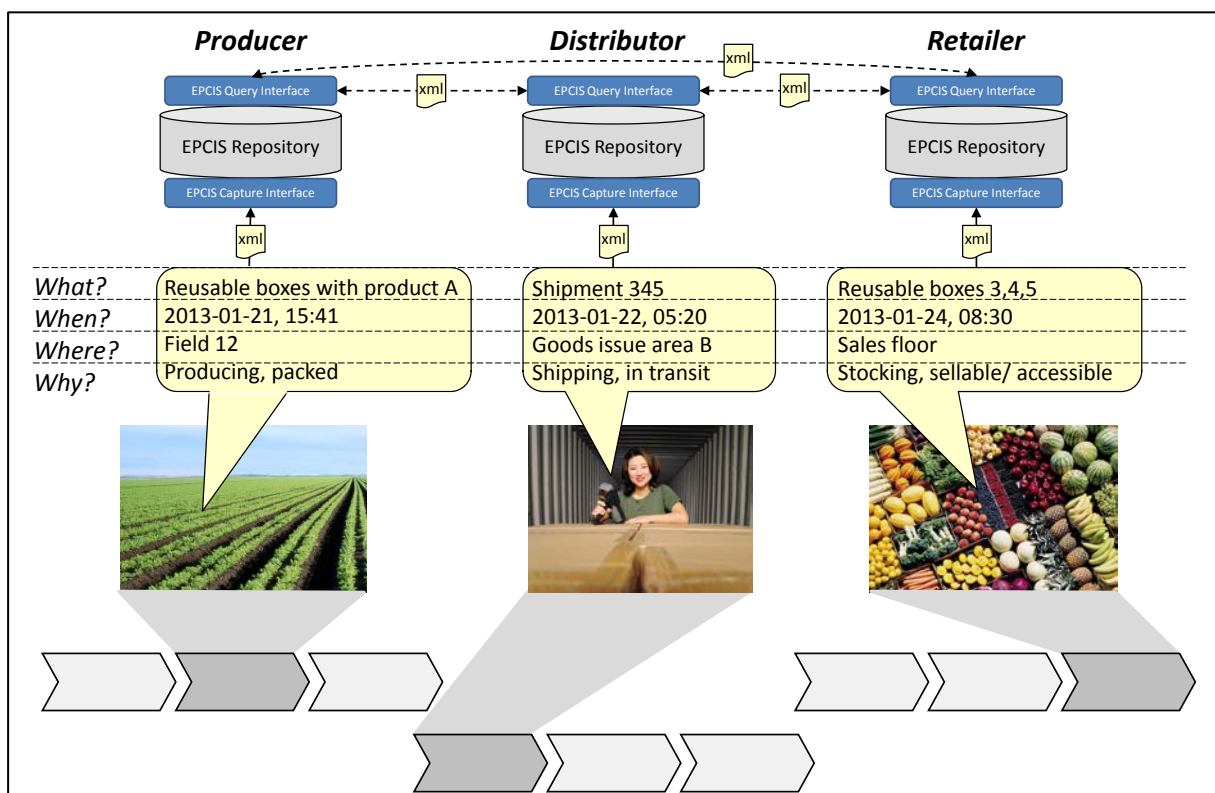 Producer
Distributor
Retailer
xml
EPCIS Query Interface
xml
EPCIS Query Interface
xml
EPCIS Query Interface
EPCIS Repository
EPCIS Repository
EPCIS Repository
EPCIS Capture Interface
EPCIS Capture Interface
EPCIS Capture Interface
xml
xml
xml
What?
Reusable boxes with product A
Shipment 345
Reusable boxes 3,4,5
When?
2013-01-21, 15:41
2013-01-22, 05:20
2013-01-24, 08:30
Where?
Field 12
Goods issue area B
Sales floor
Why?
Producing, packed
Shipping, in transit
Stocking, sellable/ accessible